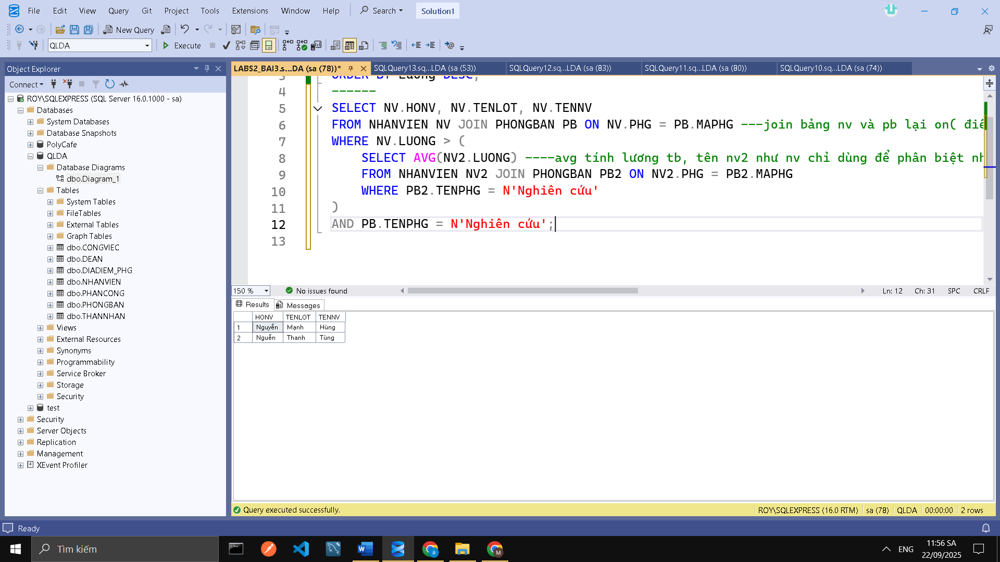 File Edit View Query Git Project Tools Extensions Window Help Search Solution1
New Query
QLDA Execute
Object Explorer
Connect
ROY\SQLEXPRESS (SQL Server 16.0.1000 - sa)
Databases
System Databases
Database Snapshots
PolyCafe
QLDA
Database Diagrams
dbo.Diagram_1
Tables
System Tables
FileTables
External Tables
Graph Tables
dbo.CONGVIEC
dbo.DEAN
dbo.DIADIEM_PHG
dbo.NHANVIEN
dbo.PHANCONG
dbo.PHONGBAN
dbo.THANNHAN
Views
External Resources
Synonyms
Programmability
Service Broker
Storage
Security
test
Security
Server Objects
Replication
Management
XEvent Profiler
LABS2_BAI3.s...DA (sa (78))* SQLQuery13.sq...LDA (sa (53)) SQLQuery12.sq...LDA (sa (83)) SQLQuery11.sq...LDA (sa (80)) SQLQuery10.sq...LDA (sa (74))
3 ORDER BY Luong DESC;
4 ------
5 SELECT NV.HONV, NV.TENLOT, NV.TENNV
6 FROM NHANVIEN NV JOIN PHONGBAN PB ON NV.PHG = PB.MAPHG ---join bảng nv và pb lại on( điề
7 WHERE NV.LUONG > (
8 SELECT AVG(NV2.LUONG) ----avg tính lương tb, tên nv2 như nv chỉ dùng để phân biệt nh
9 FROM NHANVIEN NV2 JOIN PHONGBAN PB2 ON NV2.PHG = PB2.MAPHG
10 WHERE PB2.TENPHG = N'Nghiên cứu'
11 )
12 AND PB.TENPHG = N'Nghiên cứu';
13
150 % No issues found Ln: 12 Ch: 31 SPC CRLF
Results Messages
HONV TENLOT TENNV
1 Nguyễn Mạnh Hùng
2 Nguễn Thanh Tùng
Query executed successfully. ROY\SQLEXPRESS (16.0 RTM) sa (78) QLDA 00:00:00 2 rows
Ready
Tìm kiếm
ENG
11:56 SA
22/09/2025